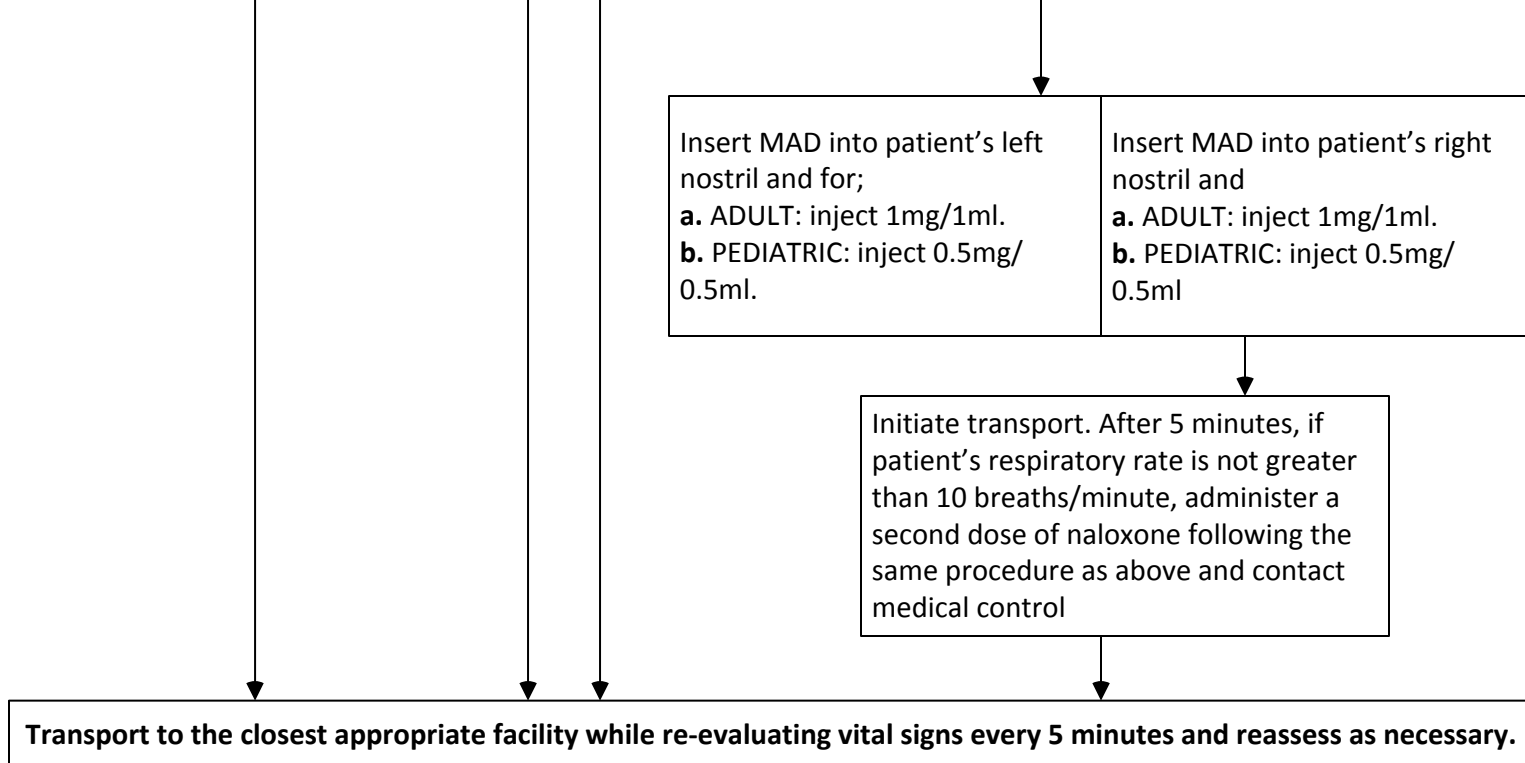 Insert MAD into patient’s left
nostril and for;
a. ADULT: inject 1mg/1ml.
b. PEDIATRIC: inject 0.5mg/
0.5ml.
Insert MAD into patient’s right
nostril and
a. ADULT: inject 1mg/1ml.
b. PEDIATRIC: inject 0.5mg/
0.5ml
Initiate transport. After 5 minutes, if
patient’s respiratory rate is not greater
than 10 breaths/minute, administer a
second dose of naloxone following the
same procedure as above and contact
medical control
Transport to the closest appropriate facility while re-evaluating vital signs every 5 minutes and reassess as necessary.